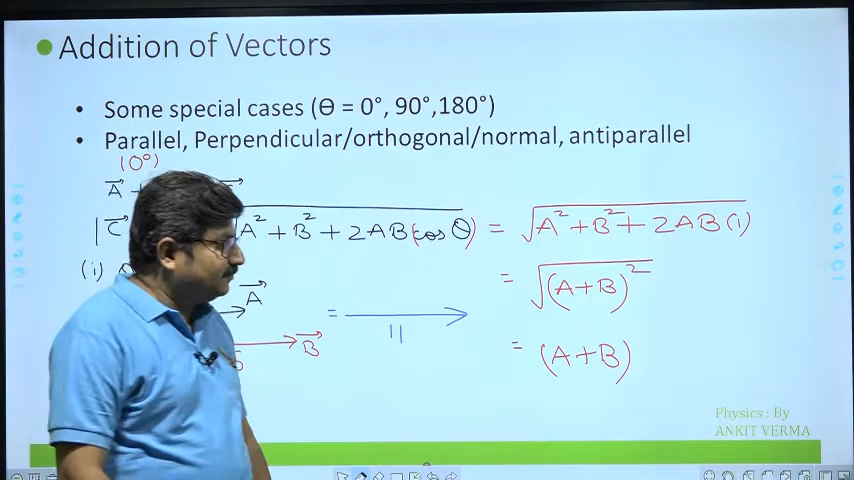 Addition of Vectors
• Some special cases (Ɵ = 0°, 90°,180°)
• Parallel, Perpendicular/orthogonal/normal, antiparallel
(0°)
A⃗ +
|C⃗ A² + B² + 2AB(cos θ) = √A² + B² + 2AB(1)
(i)
= √(A+B)²
A⃗
= 11
B⃗
= (A+B)
Physics : By
ANKIT VERMA